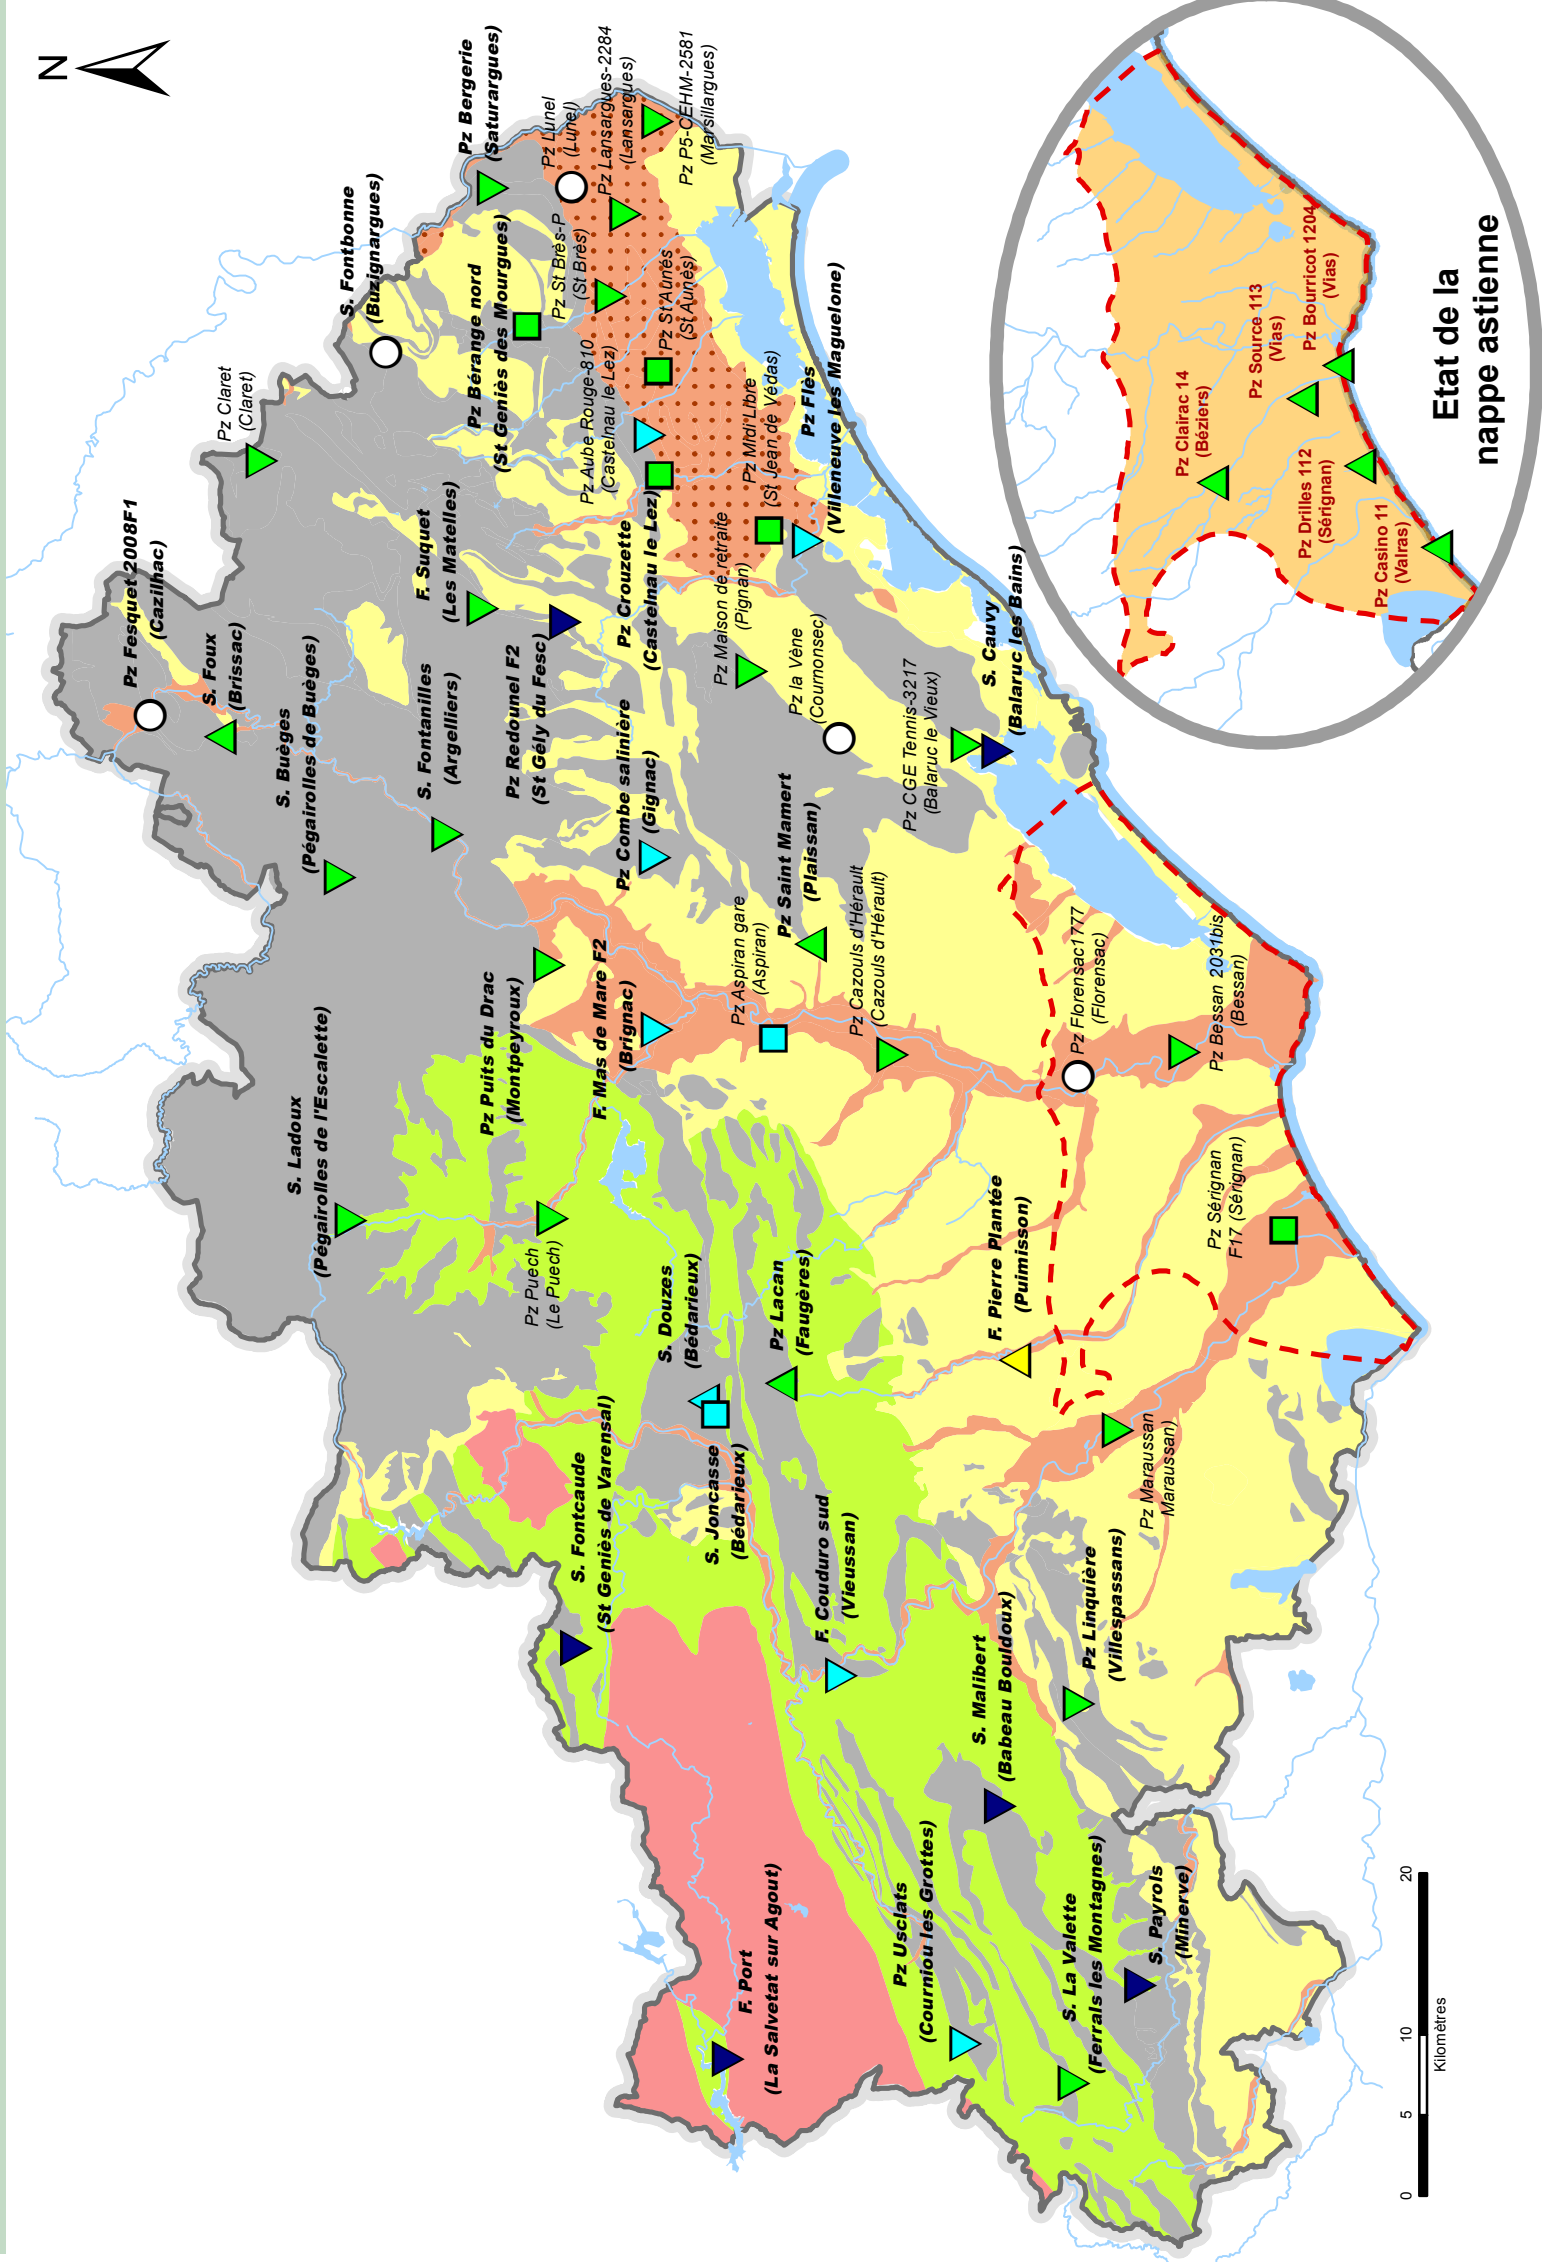 N
Pz Fesquet 2008F1
(Cazilhac)
S. Foux
(Brissac)
Pz Claret
(Claret)
S. Fontbonne
(Buzignargues)
Pz Bergerie
(Saturargues)
Pz Lunel
(Lunel)
Pz Lansargues-2284
(Lansargues)
Pz P5-CEHM-2581
(Marsillargues)
S. Buèges
(Pégairolles de Buèges)
S. Fontanilles
(Argelliers)
F. Suquet
(Les Matelles)
Pz Bérange nord
(St Geniès des Mourgues)
Pz St Brès-P
(St Brès)
Pz St Aunès
(St Aunès)
Pz Aube Rouge-810
(Castelnau le Lez)
Pz Redounel F2
(St Gély du Fesc)
Pz Crouzette
(Castelnau le Lez)
Pz Midi Libre
(St Jean de Védas)
Pz Flès
(Villeneuve les Maguelone)
Pz Maison de retraite
(Pignan)
Pz la Vène
(Cournonsec)
Pz Combe salinière
(Gignac)
Pz CGE Tennis-3217
(Balaruc le Vieux)
S. Cauvy
(Balaruc les Bains)
Pz Saint Mamert
(Plaissan)
S. Ladoux
(Pégairolles de l'Escalette)
Pz Puits du Drac
(Montpeyroux)
F. Mas de Mare F2
(Brignac)
Pz Aspiran gare
(Aspiran)
Pz Cazouls d'Hérault
(Cazouls d'Hérault)
Pz Florensac1777
(Florensac)
Pz Bessan 2031bis
(Bessan)
Pz Puech
(Le Puech)
S. Douzes
(Bédarieux)
Pz Lacan
(Faugères)
F. Pierre Plantée
(Puimisson)
Pz Sérignan
F17 (Sérignan)
S. Fontcaude
(St Geniès de Varensal)
S. Joncasse
(Bédarieux)
F. Couduro sud
(Vieussan)
Pz Maraussan
Maraussan)
S. Malibert
(Babeau Bouldoux)
Pz Linquière
(Villespassans)
F. Port
(La Salvetat sur Agout)
Pz Usclats
(Courniou les Grottes)
S. La Valette
(Ferrals les Montagnes)
S. Payrols
(Minerve)
Pz Clairac 14
(Béziers)
Pz Source 113
(Vias)
Pz Bourricot 1204
(Vias)
Pz Drilles 112
(Sérignan)
Pz Casino 11
(Valras)
Etat de la
nappe astienne
0 5 10 20
Kilomètres